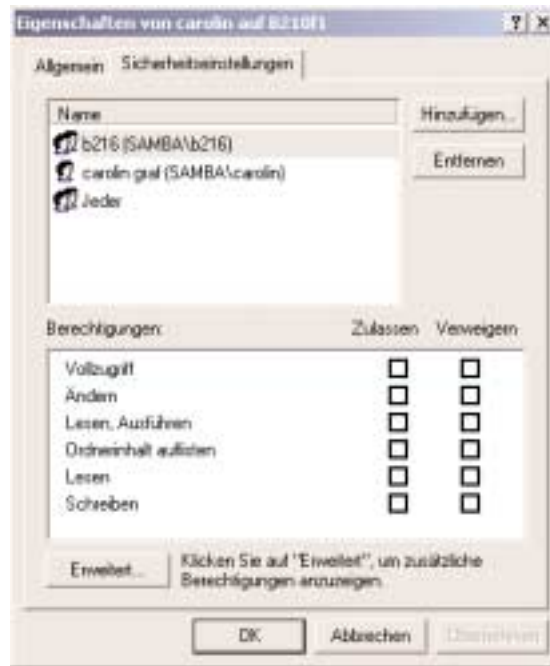 Eigenschaften von carolin auf B210f1
Allgemein Sicherheitseinstellungen
Name
Hinzufügen...
b216 (SAMBA\b216)
Entfernen
carolin graf (SAMBA\carolin)
Jeder
Berechtigungen: Zulassen Verweigern
Vollzugriff
Ändern
Lesen, Ausführen
Ordnerinhalt auflisten
Lesen
Schreiben
Erweitert...
Klicken Sie auf "Erweitert", um zusätzliche
Berechtigungen anzuzeigen.
OK Abbrechen Übernehmen